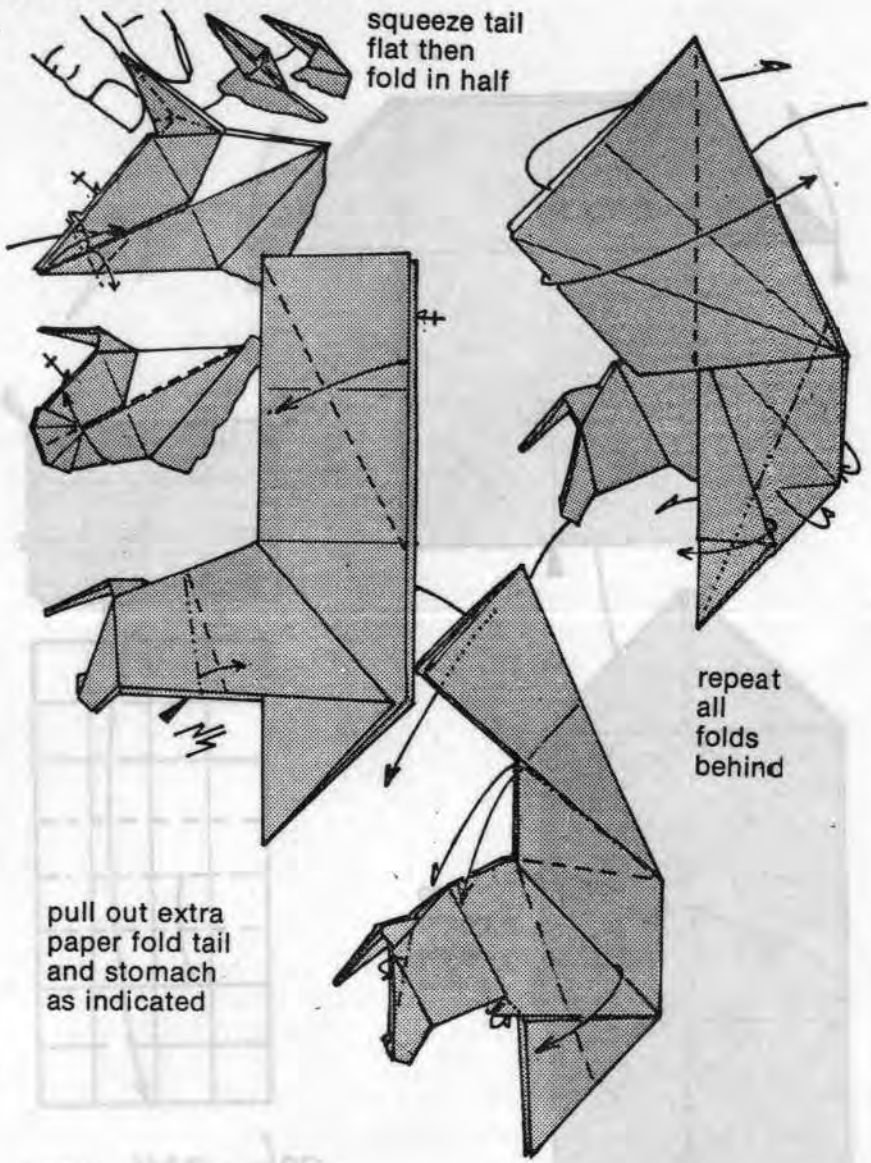 squeeze tail
flat then
fold in half
repeat
all
folds
behind
pull out extra
paper fold tail
and stomach
as indicated